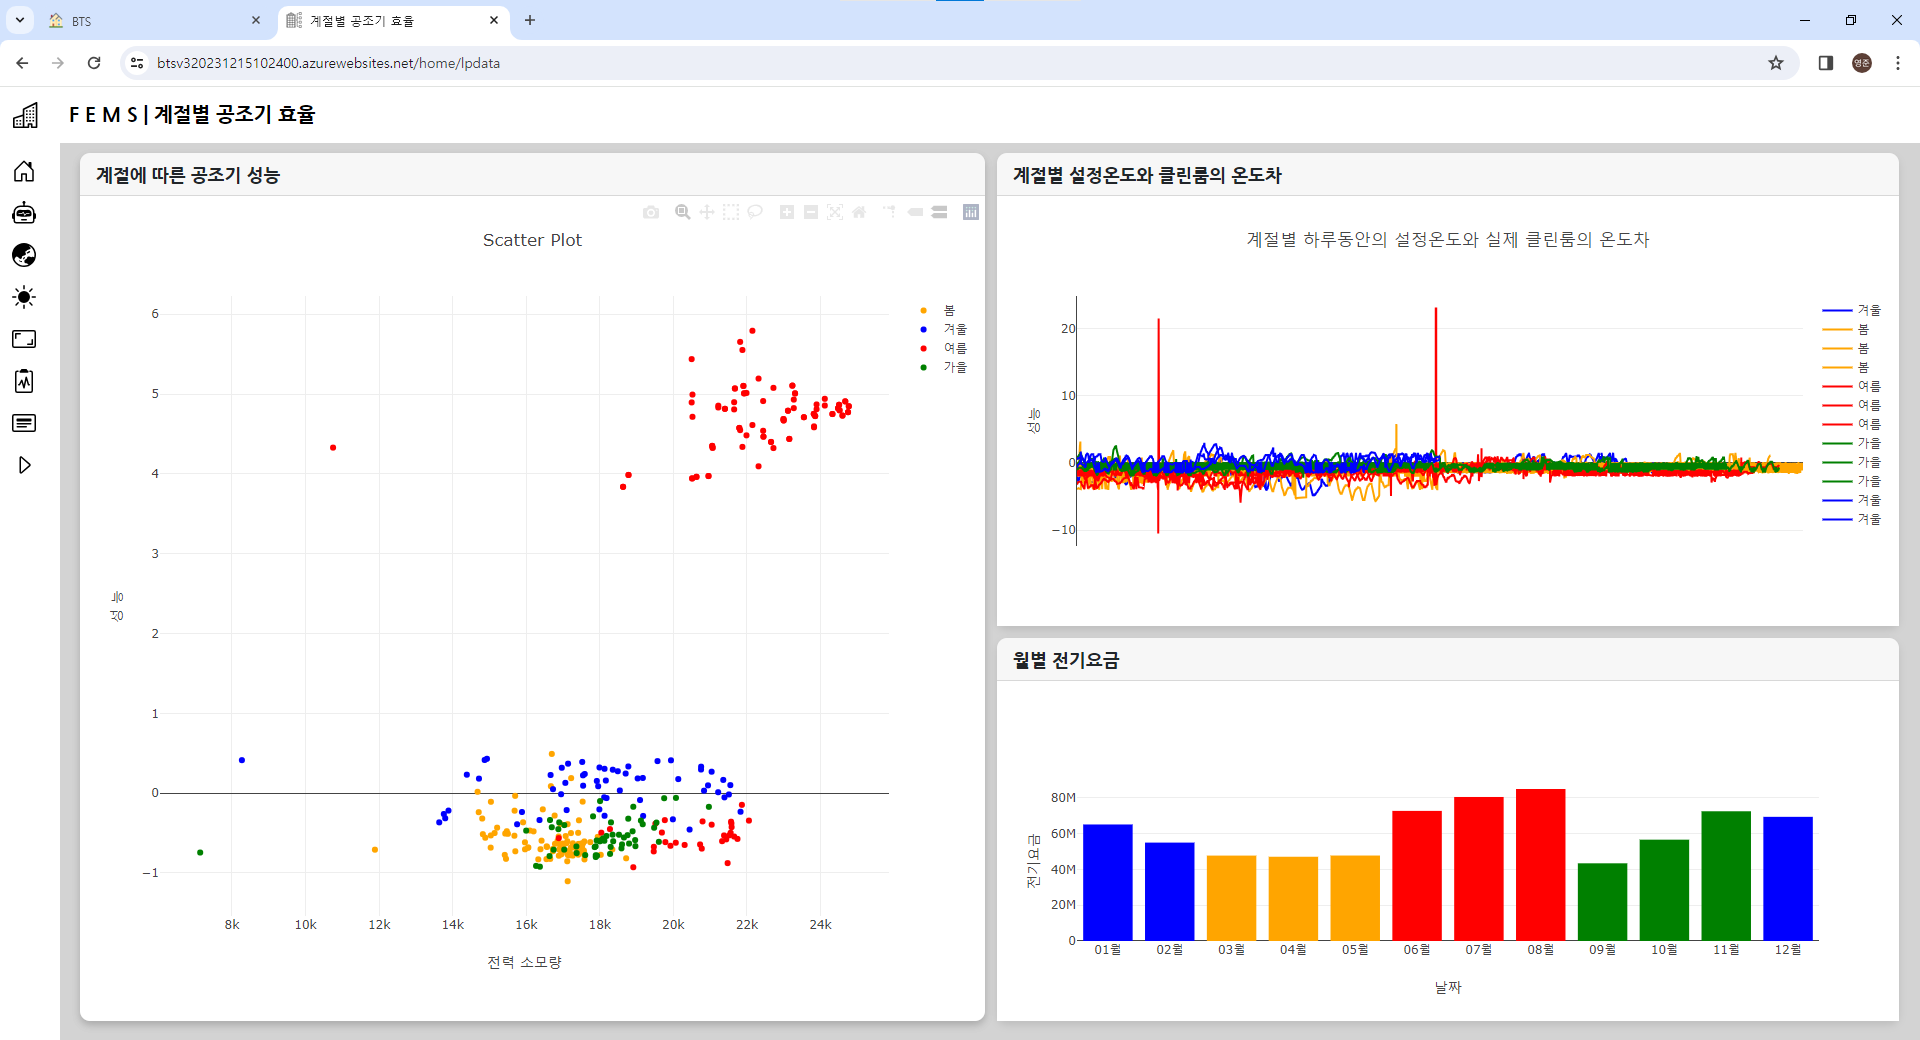 BTS
계절별 공조기 효율
btsv320231215102400.azurewebsites.net/home/lpdata
영준
F E M S | 계절별 공조기 효율
계절에 따른 공조기 성능
Scatter Plot
6
5
4
3
2
1
0
−1
성능
8k 10k 12k 14k 16k 18k 20k 22k 24k
전력 소모량
봄
겨울
여름
가을
계절별 설정온도와 클린룸의 온도차
계절별 하루동안의 설정온도와 실제 클린룸의 온도차
20
10
0
−10
성능
겨울
봄
봄
봄
여름
여름
여름
가을
가을
가을
겨울
겨울
월별 전기요금
80M
60M
40M
20M
0
전기요금
01월 02월 03월 04월 05월 06월 07월 08월 09월 10월 11월 12월
날짜